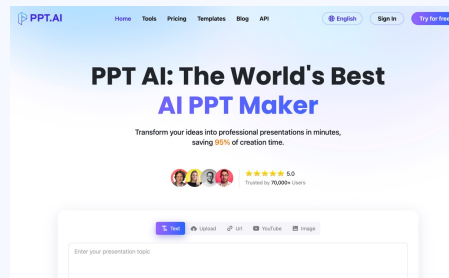 PPT.AI
Home Tools Pricing Templates Blog API
English
Sign In
Try for free
PPT AI: The World's Best
AI PPT Maker
Transform your ideas into professional presentations in minutes,
saving 95% of creation time.
5.0
Trusted by 70,000+ Users
Text Upload Url YouTube Image
Enter your presentation topic